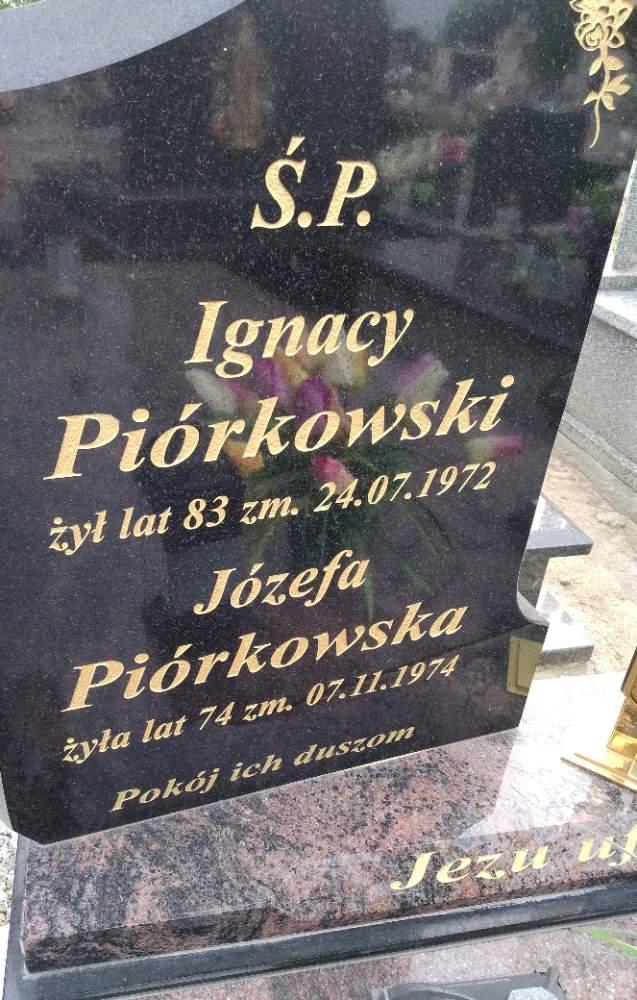 Ś.P.
Ignacy
Piórkowski
żył lat 83 zm. 24.07.1972
Józefa
Piórkowska
żyła lat 74 zm. 07.11.1974
Pokój ich duszom
Jezu